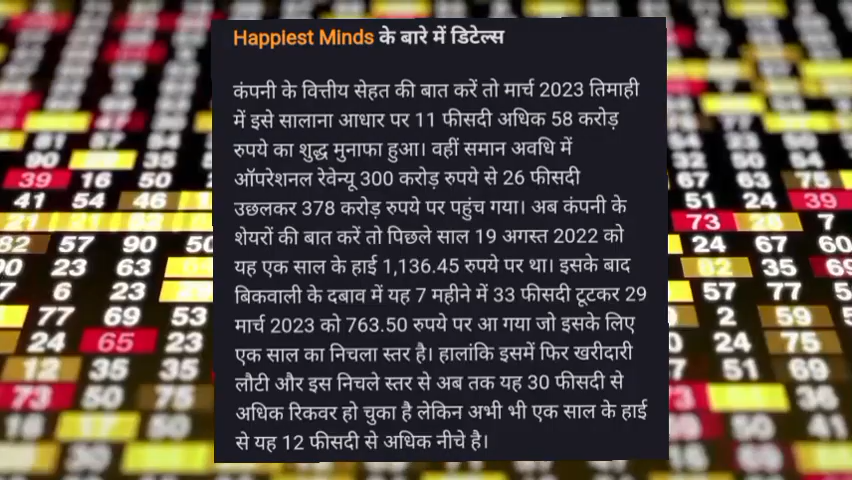 Happiest Minds के बारे में डिटेल्स
कंपनी के वित्तीय सेहत की बात करें तो मार्च 2023 तिमाही
में इसे सालाना आधार पर 11 फीसदी अधिक 58 करोड़
रुपये का शुद्ध मुनाफा हुआ। वहीं समान अवधि में
ऑपरेशनल रेवेन्यू 300 करोड़ रुपये से 26 फीसदी
उछलकर 378 करोड़ रुपये पर पहुंच गया। अब कंपनी के
शेयरों की बात करें तो पिछले साल 19 अगस्त 2022 को
यह एक साल के हाई 1,136.45 रुपये पर था। इसके बाद
बिकवाली के दबाव में यह 7 महीने में 33 फीसदी टूटकर 29
मार्च 2023 को 763.50 रुपये पर आ गया जो इसके लिए
एक साल का निचला स्तर है। हालांकि इसमें फिर खरीदारी
लौटी और इस निचले स्तर से अब तक यह 30 फीसदी से
अधिक रिकवर हो चुका है लेकिन अभी भी एक साल के हाई
से यह 12 फीसदी से अधिक नीचे है।